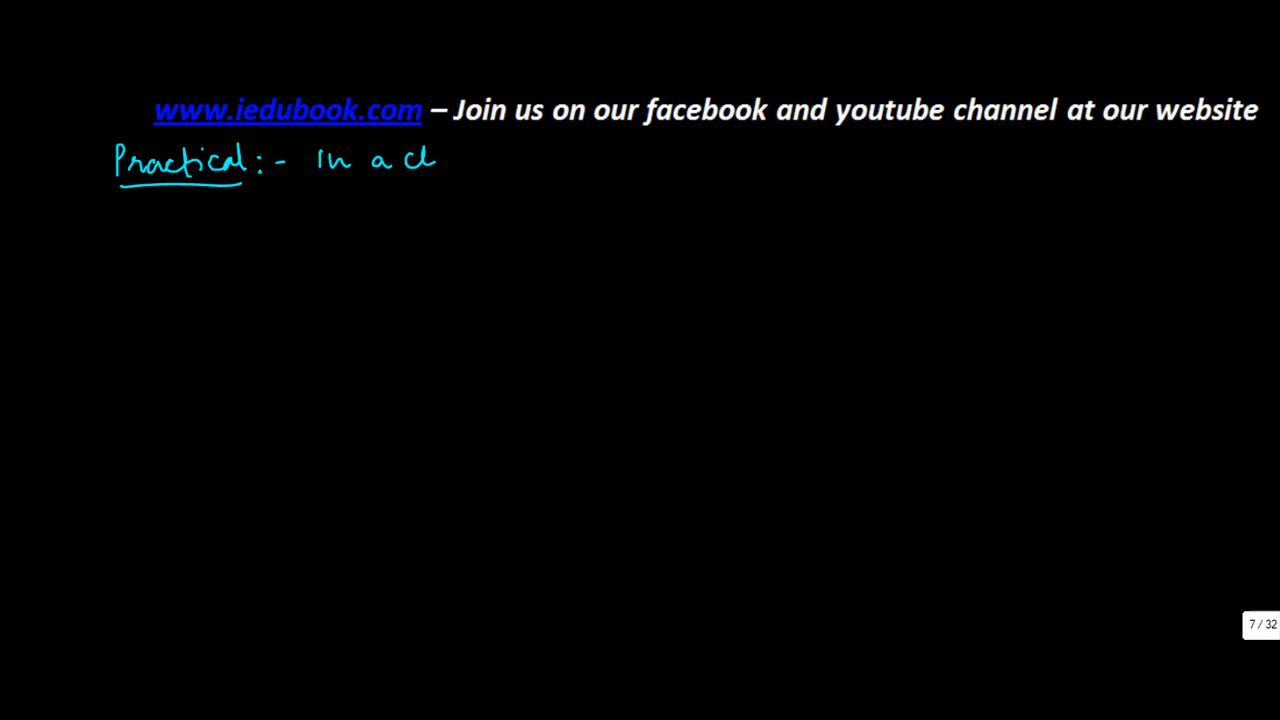 www.iedubook.com – Join us on our facebook and youtube channel at our website
Practical :- In a cl
7 / 32